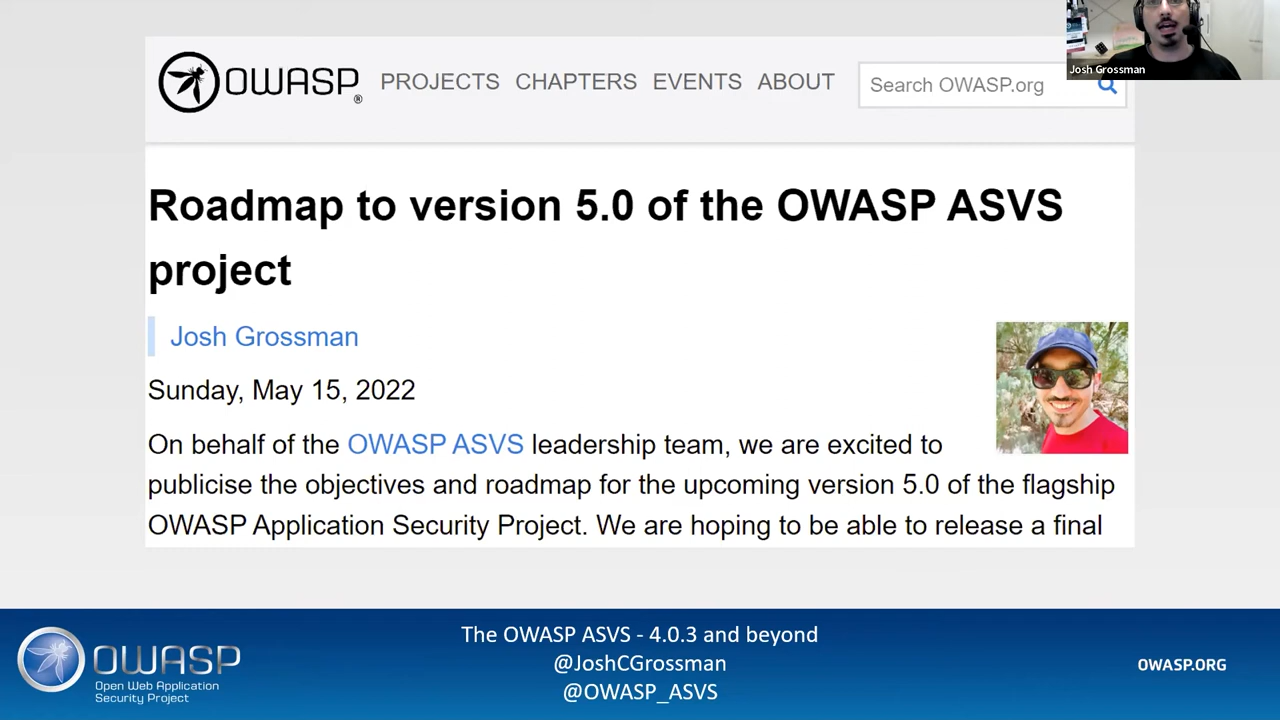 OWASP
®
PROJECTS CHAPTERS EVENTS ABOUT
Search OWASP.org
Josh Grossman
Roadmap to version 5.0 of the OWASP ASVS
project
Josh Grossman
Sunday, May 15, 2022
On behalf of the OWASP ASVS leadership team, we are excited to
publicise the objectives and roadmap for the upcoming version 5.0 of the flagship
OWASP Application Security Project. We are hoping to be able to release a final
OWASP
Open Web Application
Security Project
The OWASP ASVS - 4.0.3 and beyond
@JoshCGrossman
@OWASP_ASVS
OWASP.ORG